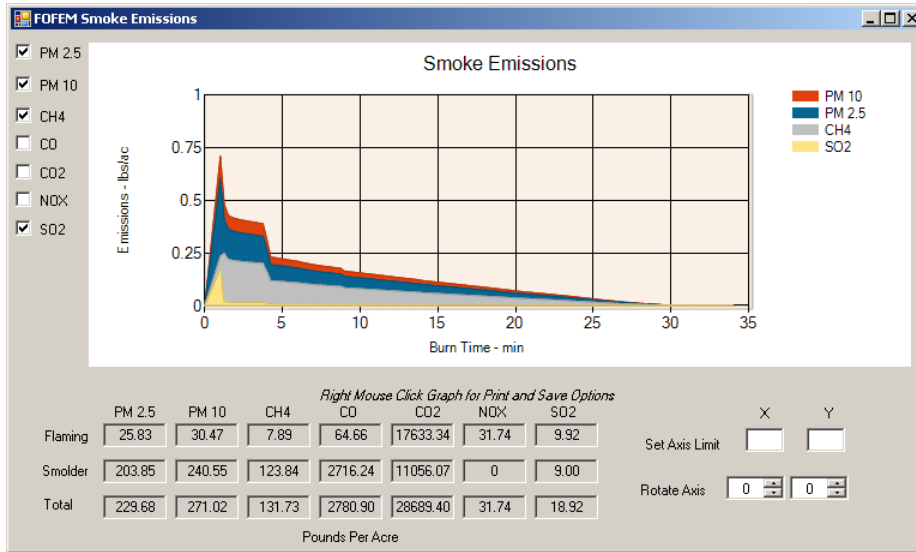 FOFEM Smoke Emissions
PM 2.5
PM 10
CH4
CO
CO2
NOX
SO2
Smoke Emissions
Emissions - lbs/ac
1
0.75
0.5
0.25
0
0 5 10 15 20 25 30 35
Burn Time - min
PM 10
PM 2.5
CH4
SO2
Right Mouse Click Graph for Print and Save Options
PM 2.5 PM 10 CH4 CO CO2 NOX SO2
Flaming 25.83 30.47 7.89 64.66 17633.34 31.74 9.92
Smolder 203.85 240.55 123.84 2716.24 11056.07 0 9.00
Total 229.68 271.02 131.73 2780.90 28689.40 31.74 18.92
Pounds Per Acre
X Y
Set Axis Limit
Rotate Axis 0 0